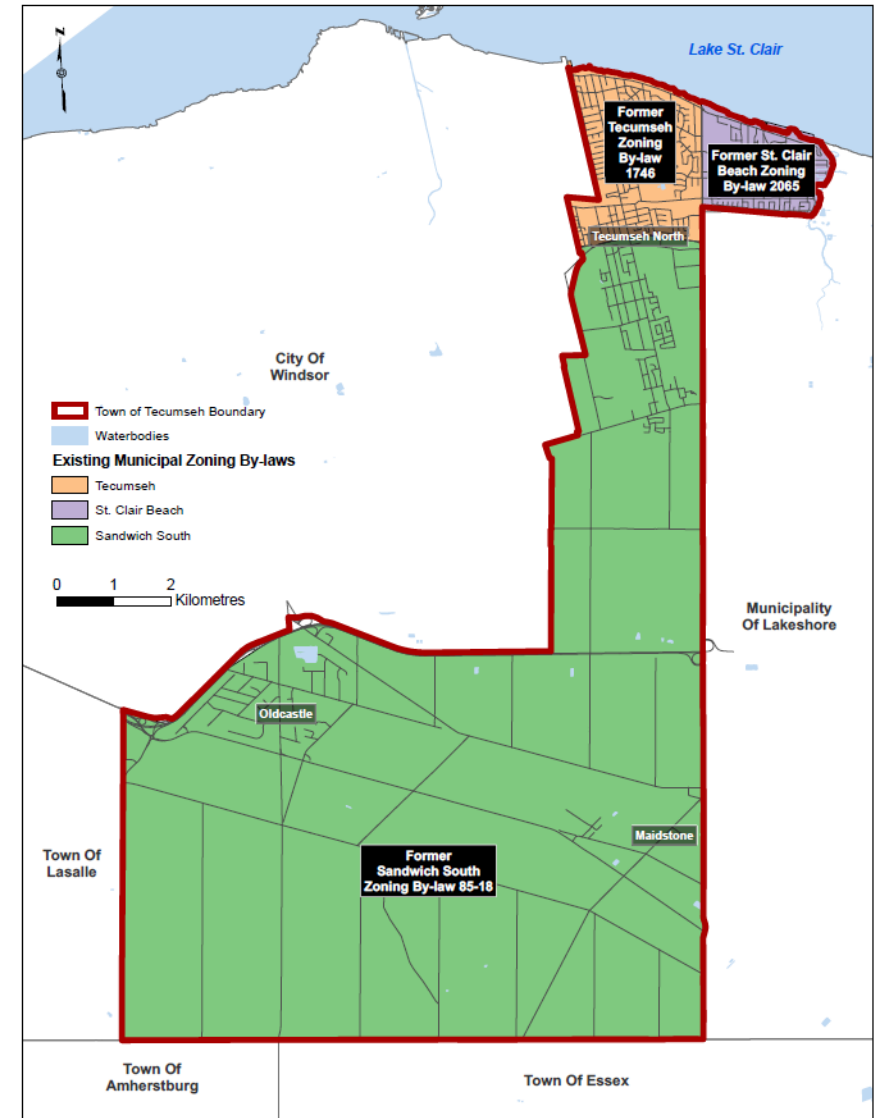 Z
Lake St. Clair
Former
Tecumseh
Zoning
By-law
1746
Former St. Clair
Beach Zoning
By-law 2065
Tecumseh North
City Of
Windsor
Town of Tecumseh Boundary
Waterbodies
Existing Municipal Zoning By-laws
Tecumseh
St. Clair Beach
Sandwich South
0 1 2
Kilometres
Municipality
Of Lakeshore
Oldcastle
Maidstone
Town Of
Lasalle
Former
Sandwich South
Zoning By-law 85-18
Town Of
Amherstburg
Town Of Essex